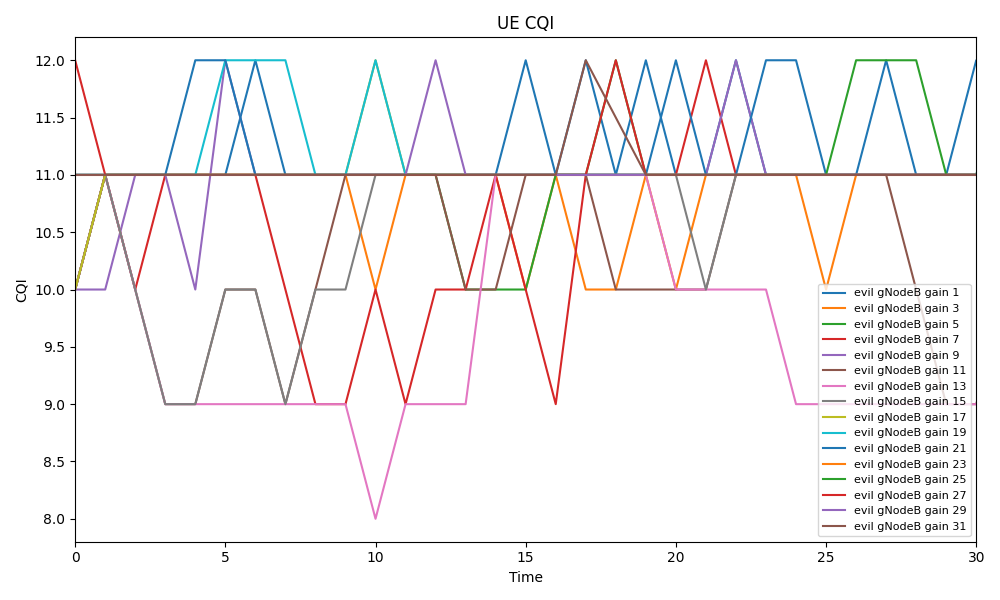 UE CQI
12.0
11.5
11.0
10.5
10.0
9.5
9.0
8.5
8.0
CQI
0 5 10 15 20 25 30
Time
evil gNodeB gain 1
evil gNodeB gain 3
evil gNodeB gain 5
evil gNodeB gain 7
evil gNodeB gain 9
evil gNodeB gain 11
evil gNodeB gain 13
evil gNodeB gain 15
evil gNodeB gain 17
evil gNodeB gain 19
evil gNodeB gain 21
evil gNodeB gain 23
evil gNodeB gain 25
evil gNodeB gain 27
evil gNodeB gain 29
evil gNodeB gain 31